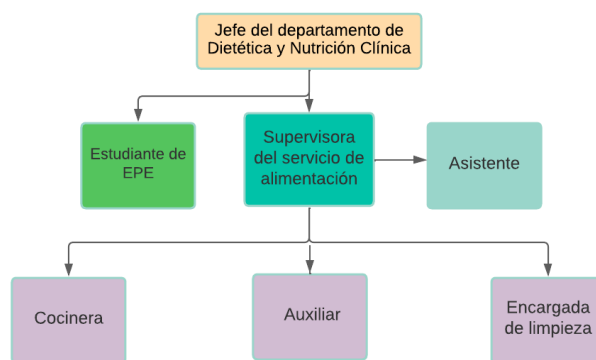 Jefe del departamento de
Dietética y Nutrición Clínica
Estudiante de
EPE
Supervisora
del servicio de
alimentación
Asistente
Cocinera
Auxiliar
Encargada
de limpieza